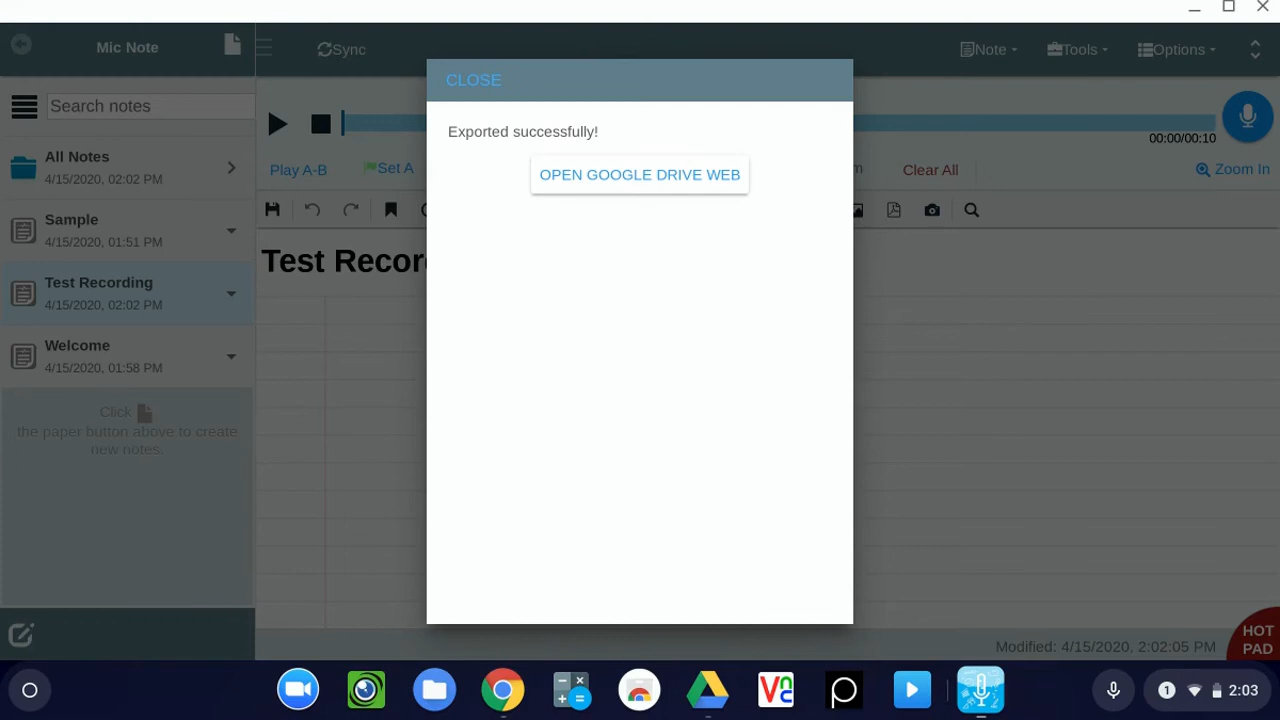 Mic Note
Sync
Note
Tools
Options
CLOSE
Search notes
Exported successfully!
00:00/00:10
All Notes
4/15/2020, 02:02 PM
Play A-B
Set A
m
Clear All
Zoom In
OPEN GOOGLE DRIVE WEB
Sample
4/15/2020, 01:51 PM
Test Recor
Test Recording
4/15/2020, 02:02 PM
Welcome
4/15/2020, 01:58 PM
Click
the paper button above to create
new notes.
Modified: 4/15/2020, 2:02:05 PM
HOT
PAD
1
2:03